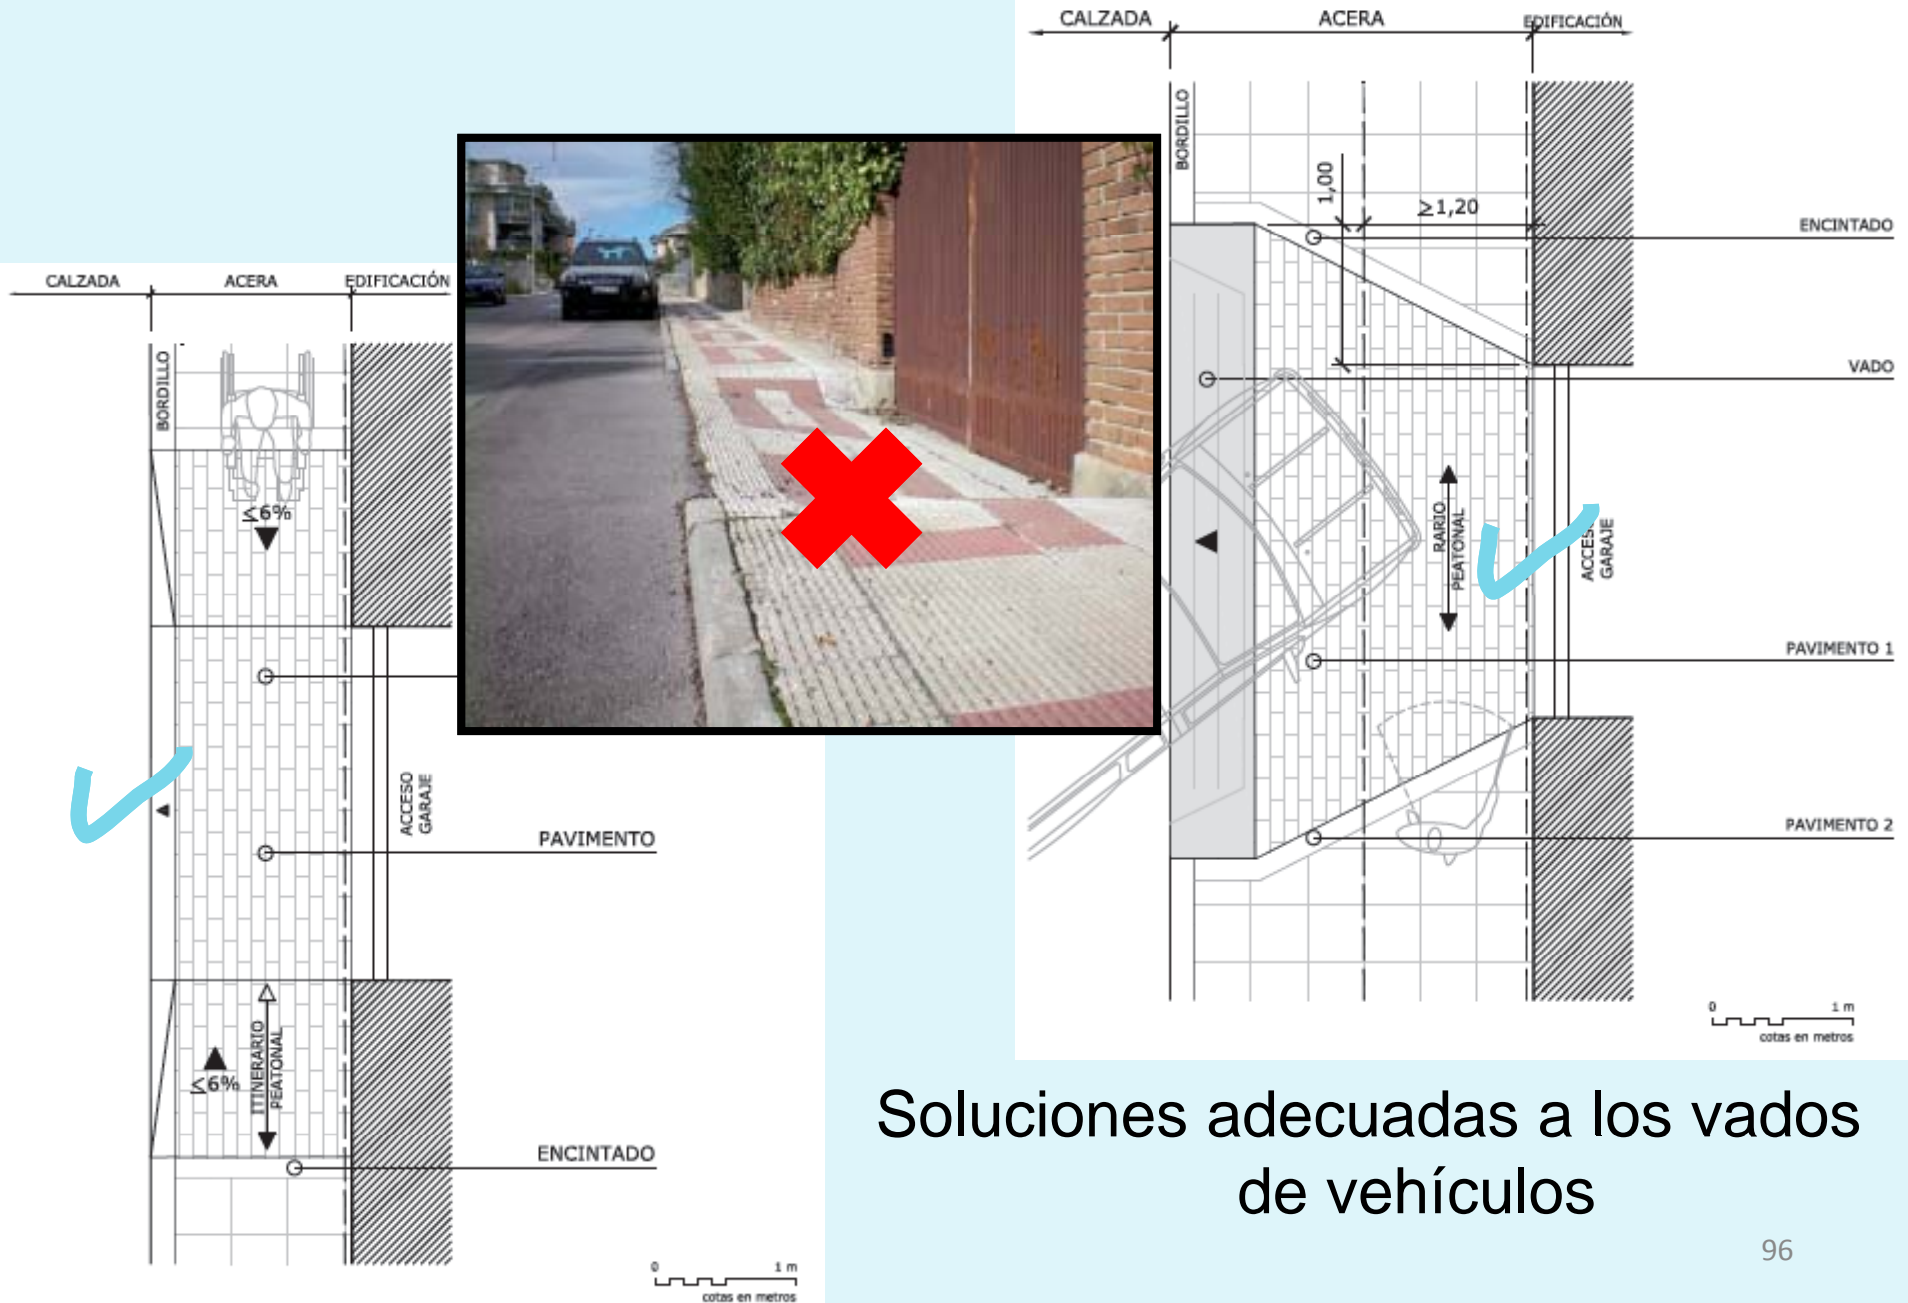 CALZADA ACERA EDIFICACIÓN
BORDILLO
1,00
≥1,20
ENCINTADO
VADO
RARIO
PEATONAL
ACCESO
GARAJE
PAVIMENTO 1
PAVIMENTO 2
0 1 m
cotas en metros
CALZADA ACERA EDIFICACIÓN
BORDILLO
≤6%
ACCESO
GARAJE
PAVIMENTO
ITINERARIO
PEATONAL
≤6%
ENCINTADO
0 1 m
cotas en metros
Soluciones adecuadas a los vados
de vehículos
96